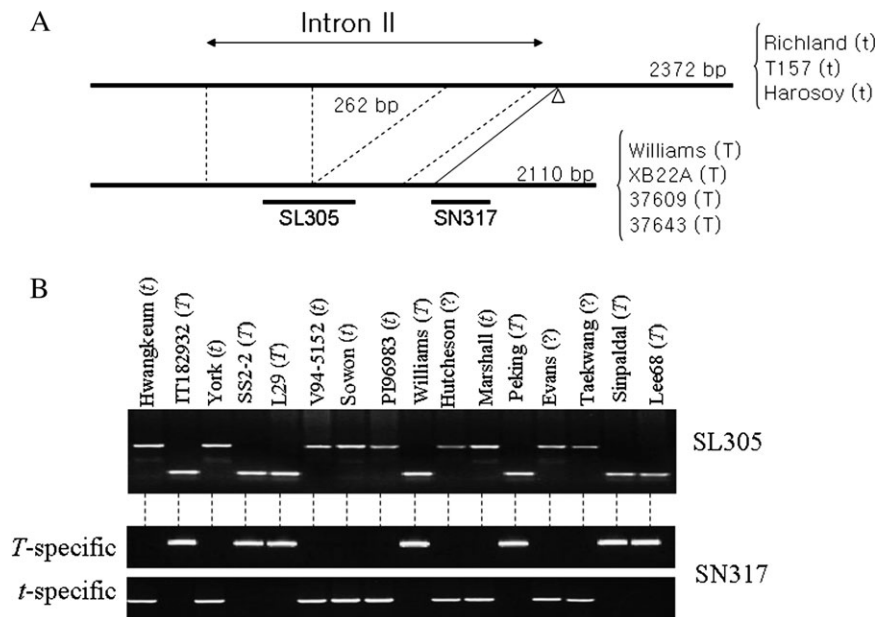 A
Intron II
2372 bp
Richland (t)
T157 (t)
Harosoy (t)
262 bp
2110 bp
Williams (T)
XB22A (T)
37609 (T)
37643 (T)
SL305
SN317
B
Hwangkeum (t)
IT182932 (T)
York (t)
SS2-2 (T)
L29 (T)
V94-5152 (t)
Sowon (t)
PI96983 (t)
Williams (T)
Hutcheson (?)
Marshall (t)
Peking (T)
Evans (?)
Taekwang (?)
Sinpaldal (T)
Lee68 (T)
SL305
T-specific
t-specific
SN317